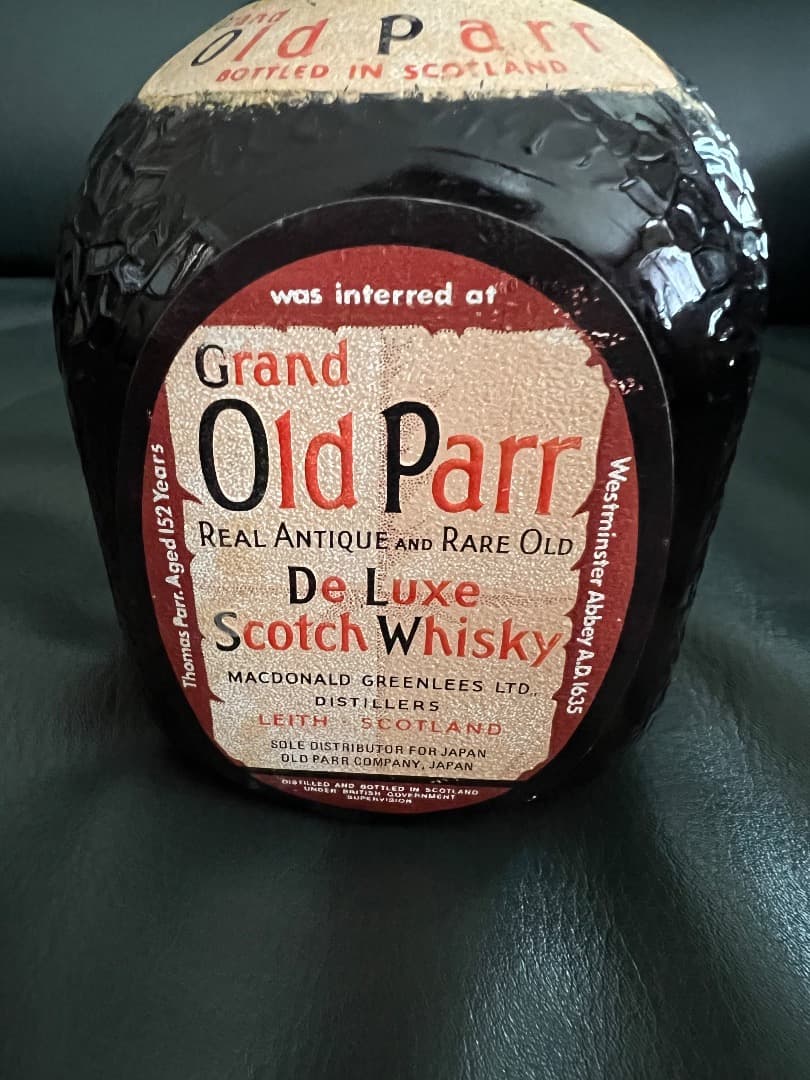 Grand
Old Parr
BOTTLED IN SCOTLAND
Thomas Parr. Aged 152 Years
was interred at
Westminster Abbey A.D. 1635
Grand
Old Parr
REAL ANTIQUE AND RARE OLD
De Luxe
Scotch Whisky
MACDONALD GREENLEES LTD.,
DISTILLERS
LEITH - SCOTLAND
SOLE DISTRIBUTOR FOR JAPAN
OLD PARR COMPANY, JAPAN
DISTILLED AND BOTTLED IN SCOTLAND
UNDER BRITISH GOVERNMENT
SUPERVISION